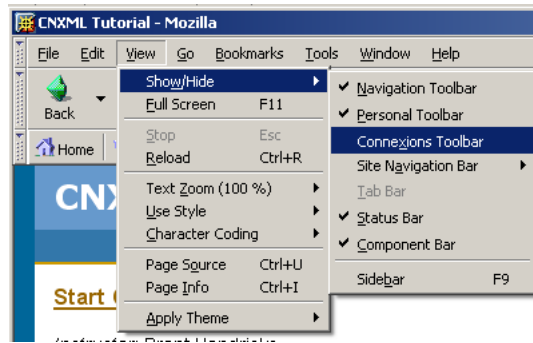 CNXML Tutorial - Mozilla
File Edit View Go Bookmarks Tools Window Help
Back
Home
Show/Hide
Full Screen F11
Stop Esc
Reload Ctrl+R
Text Zoom (100 %)
Use Style
Character Coding
Page Source Ctrl+U
Page Info Ctrl+I
Apply Theme
Navigation Toolbar
Personal Toolbar
Connexions Toolbar
Site Navigation Bar
Tab Bar
Status Bar
Component Bar
Sidebar F9
Start